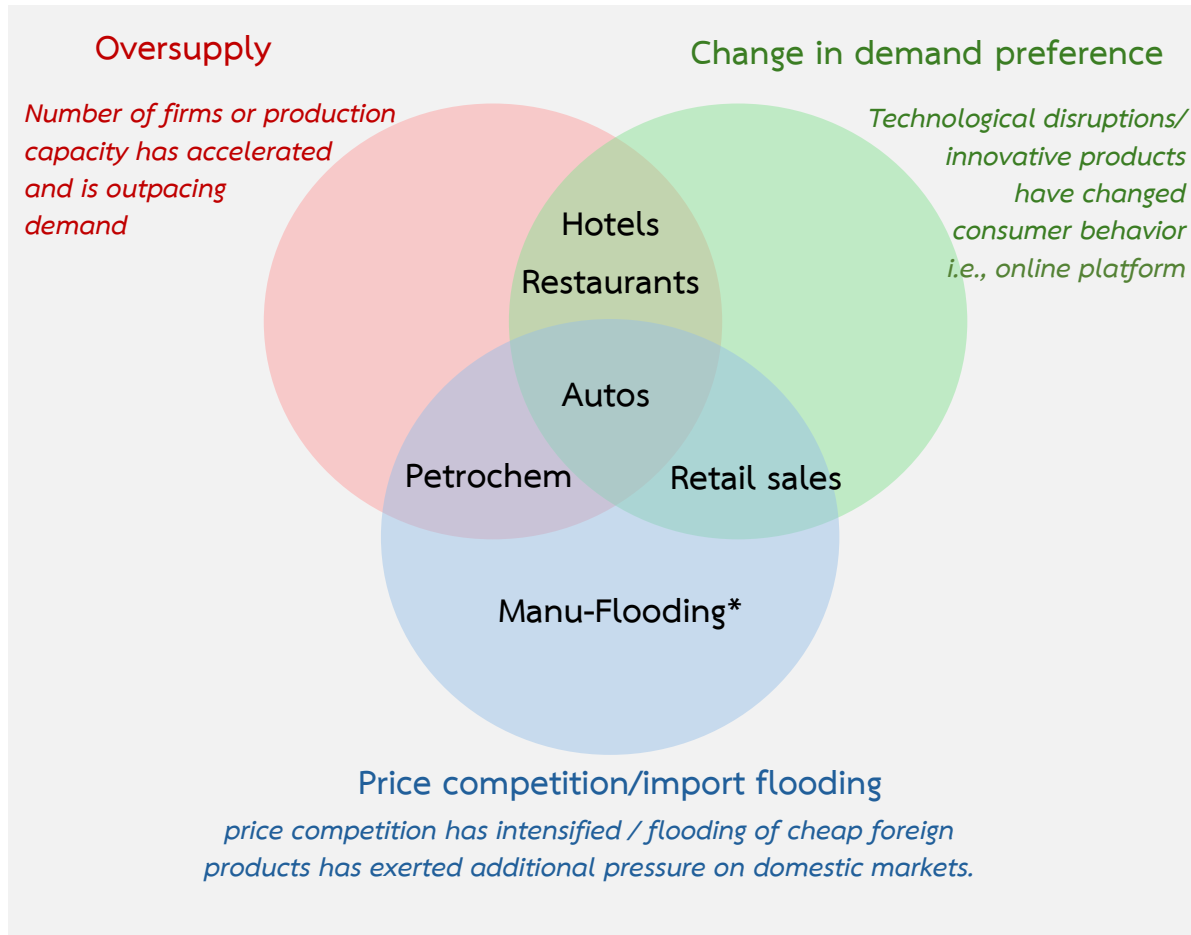 Oversupply
Number of firms or production
capacity has accelerated
and is outpacing
demand
Change in demand preference
Technological disruptions/
innovative products
have changed
consumer behavior
i.e., online platform
Hotels
Restaurants
Autos
Petrochem
Retail sales
Manu-Flooding*
Price competition/import flooding
price competition has intensified / flooding of cheap foreign
products has exerted additional pressure on domestic markets.